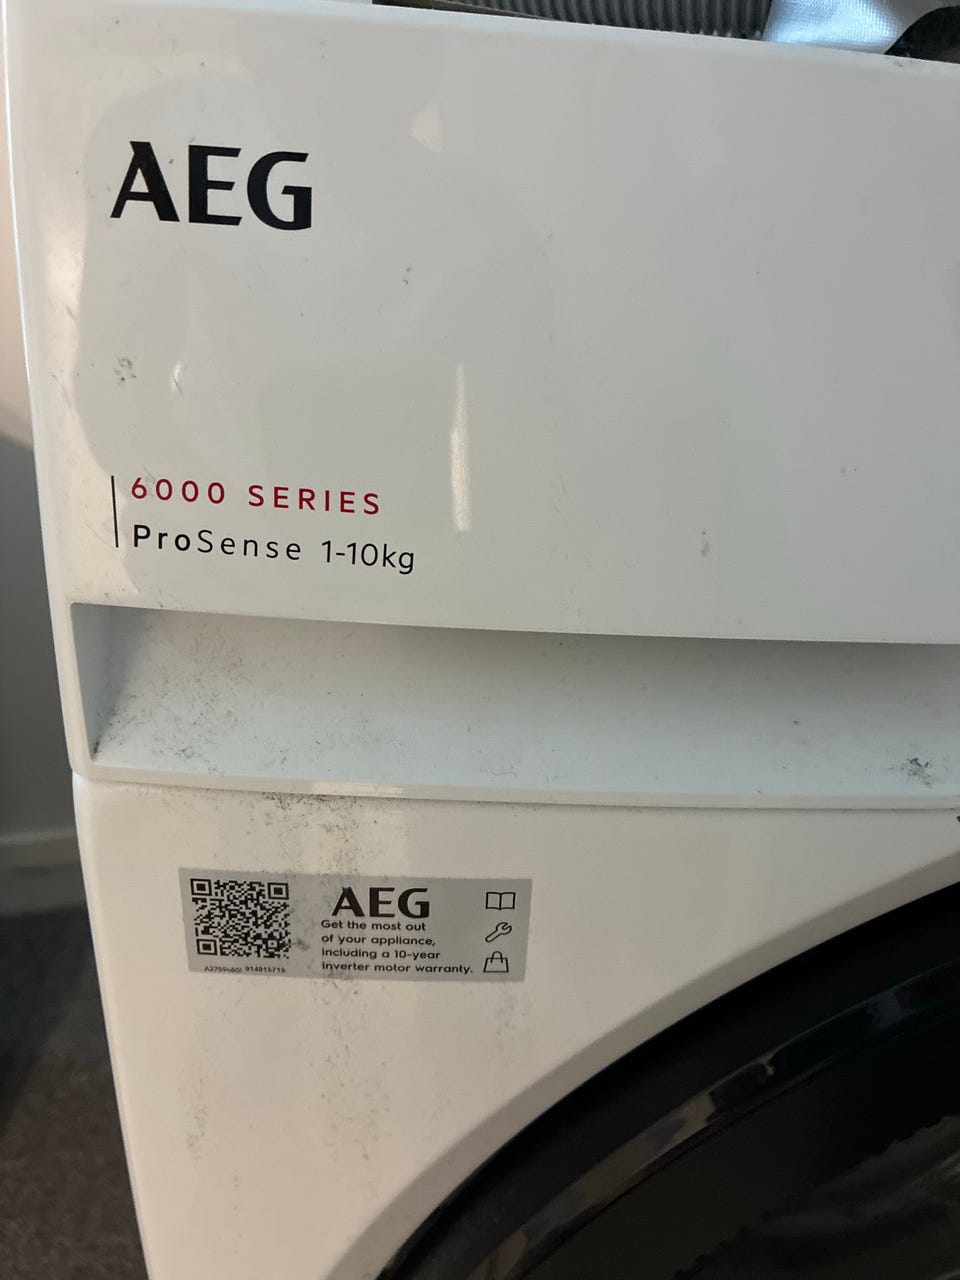 AEG
6000 SERIES
ProSense 1-10kg
AEG
Get the most out
of your appliance,
including a 10-year
inverter motor warranty.
914915719